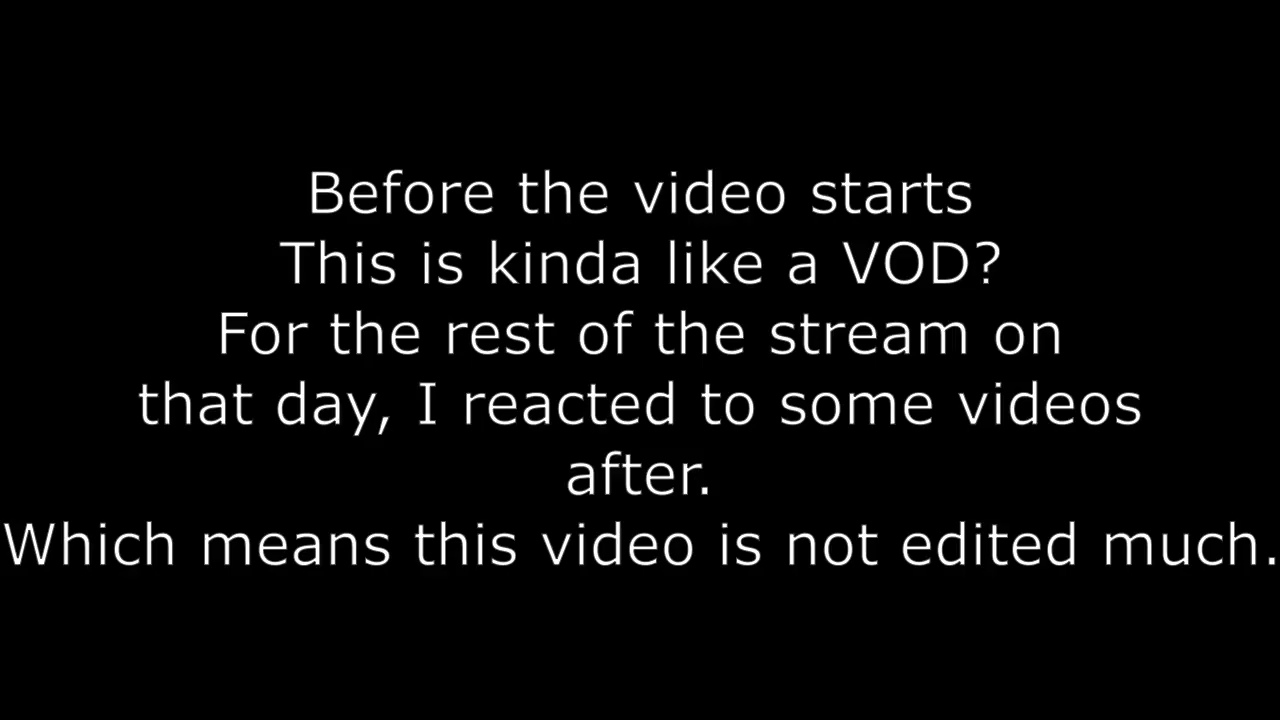 Before the video starts
This is kinda like a VOD?
For the rest of the stream on
that day, I reacted to some videos
after.
Which means this video is not edited much.